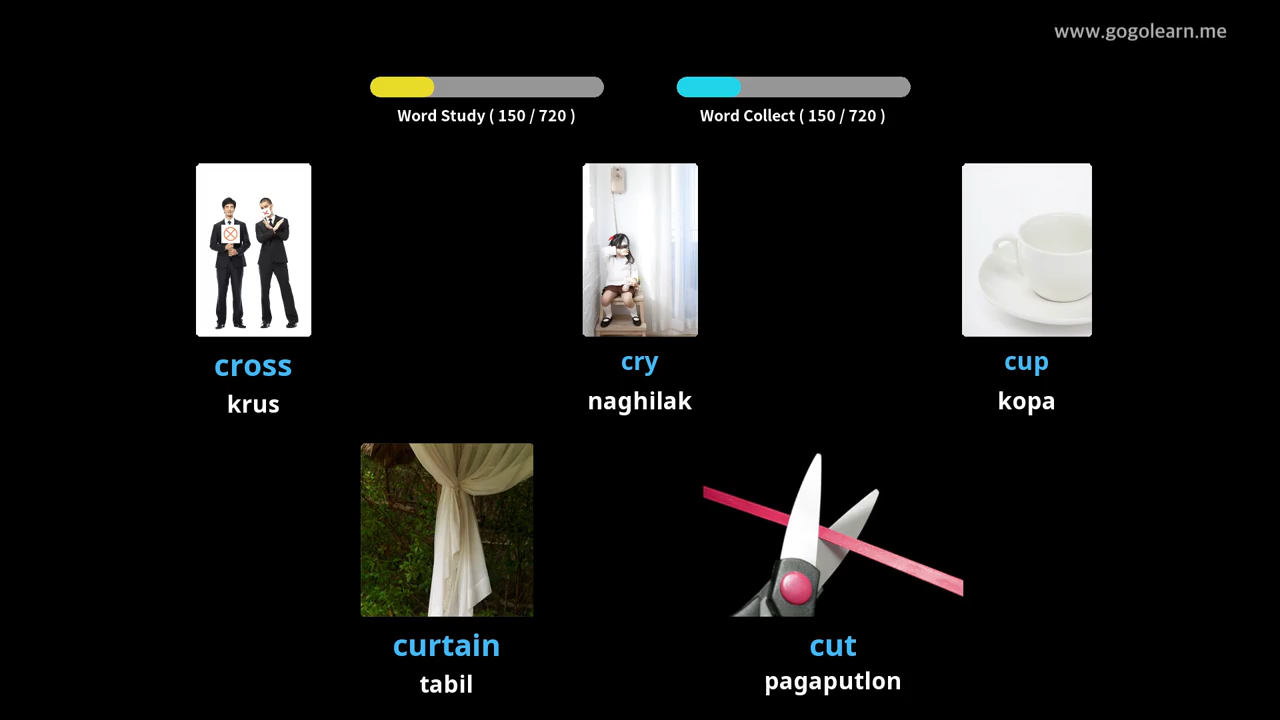 www.gogolearn.me
Word Study ( 150 / 720 )
Word Collect ( 150 / 720 )
cross
krus
cry
naghilak
cup
kopa
curtain
tabil
cut
pagaputlon